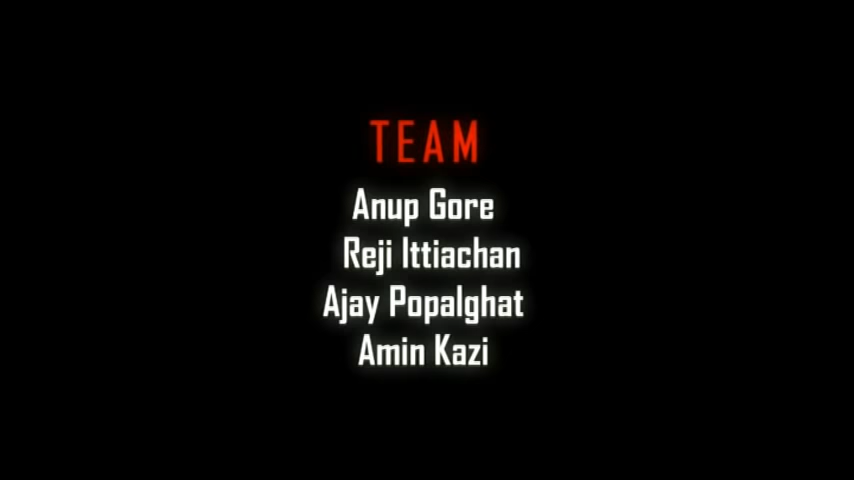 TEAM
Anup Gore
Reji Ittiachan
Ajay Popalghat
Amin Kazi